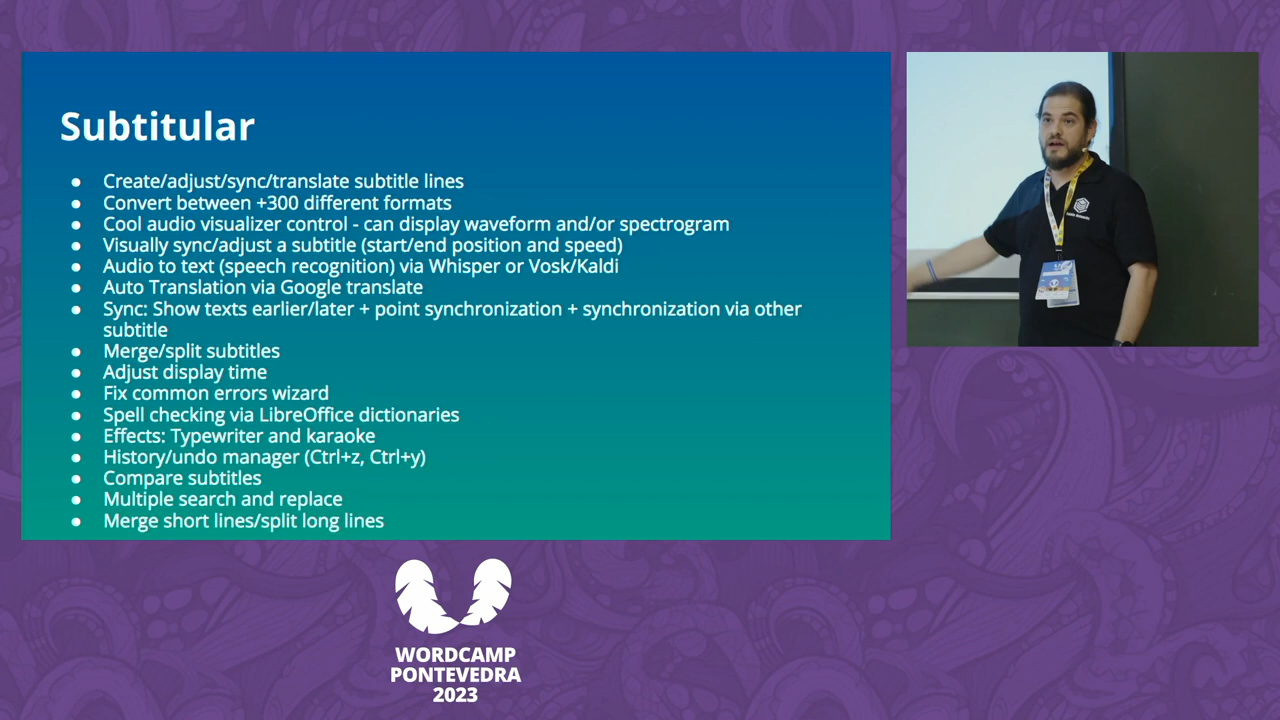 Subtitular
● Create/adjust/sync/translate subtitle lines
● Convert between +300 different formats
● Cool audio visualizer control - can display waveform and/or spectrogram
● Visually sync/adjust a subtitle (start/end position and speed)
● Audio to text (speech recognition) via Whisper or Vosk/Kaldi
● Auto Translation via Google translate
● Sync: Show texts earlier/later + point synchronization + synchronization via other
subtitle
● Merge/split subtitles
● Adjust display time
● Fix common errors wizard
● Spell checking via LibreOffice dictionaries
● Effects: Typewriter and karaoke
● History/undo manager (Ctrl+z, Ctrl+y)
● Compare subtitles
● Multiple search and replace
● Merge short lines/split long lines
WORDCAMP
PONTEVEDRA
2023